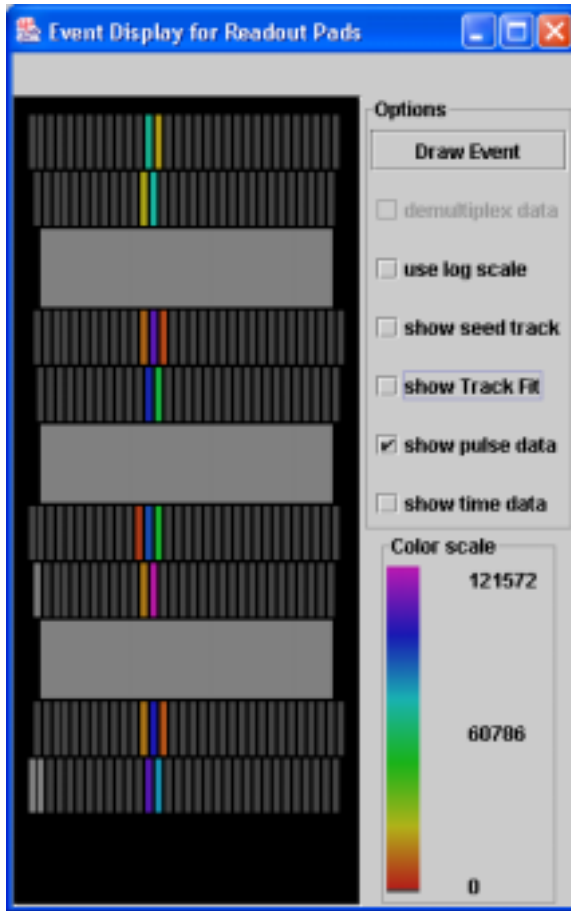 Event Display for Readout Pads
Options
Draw Event
demultiplex data
use log scale
show seed track
show Track Fit
show pulse data
show time data
Color scale
121572
60786
0